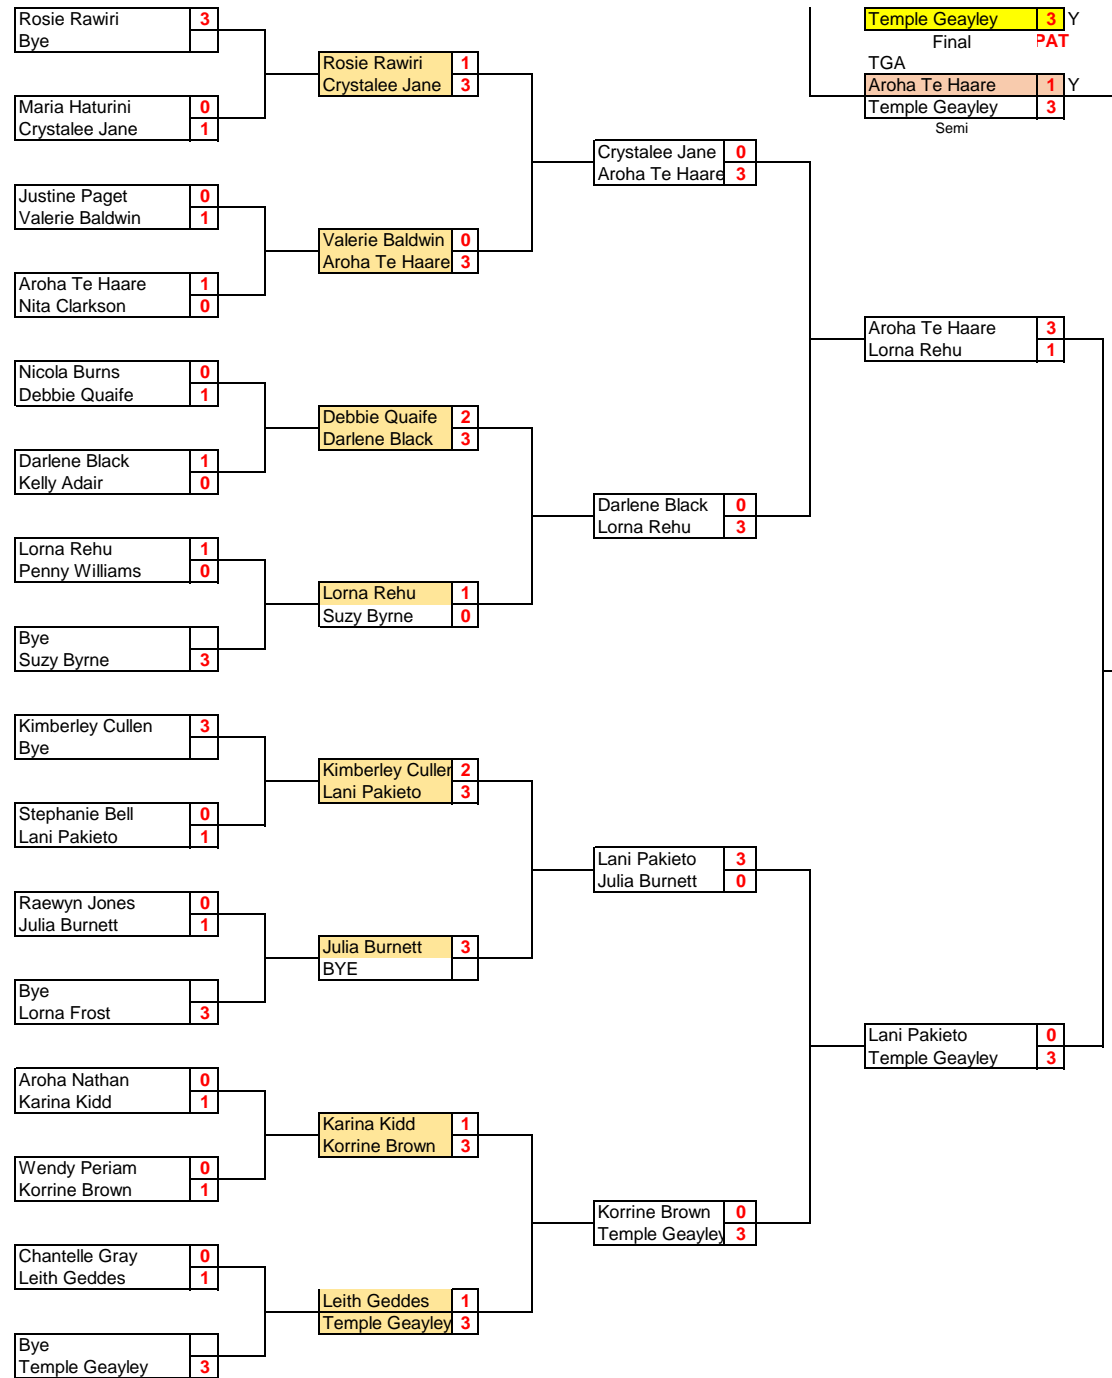 Rosie Rawiri 3
Bye
Maria Haturini 0
Crystalee Jane 1
Justine Paget 0
Valerie Baldwin 1
Aroha Te Haare 1
Nita Clarkson 0
Nicola Burns 0
Debbie Quaife 1
Darlene Black 1
Kelly Adair 0
Lorna Rehu 1
Penny Williams 0
Bye
Suzy Byrne 3
Kimberley Cullen 3
Bye
Stephanie Bell 0
Lani Pakieto 1
Raewyn Jones 0
Julia Burnett 1
Bye
Lorna Frost 3
Aroha Nathan 0
Karina Kidd 1
Wendy Periam 0
Korrine Brown 1
Chantelle Gray 0
Leith Geddes 1
Bye
Temple Geayley 3
Rosie Rawiri 1
Crystalee Jane 3
Valerie Baldwin 0
Aroha Te Haare 3
Debbie Quaife 2
Darlene Black 3
Lorna Rehu 1
Suzy Byrne 0
Kimberley Culler 2
Lani Pakieto 3
Julia Burnett 3
BYE
Karina Kidd 1
Korrine Brown 3
Leith Geddes 1
Temple Geayley 3
Crystalee Jane 0
Aroha Te Haare 3
Darlene Black 0
Lorna Rehu 3
Lani Pakieto 3
Julia Burnett 0
Korrine Brown 0
Temple Geayley 3
Temple Geayley 3 Y
Final PAT
TGA
Aroha Te Haare 1 Y
Temple Geayley 3
Semi
Aroha Te Haare 3
Lorna Rehu 1
Lani Pakieto 0
Temple Geayley 3